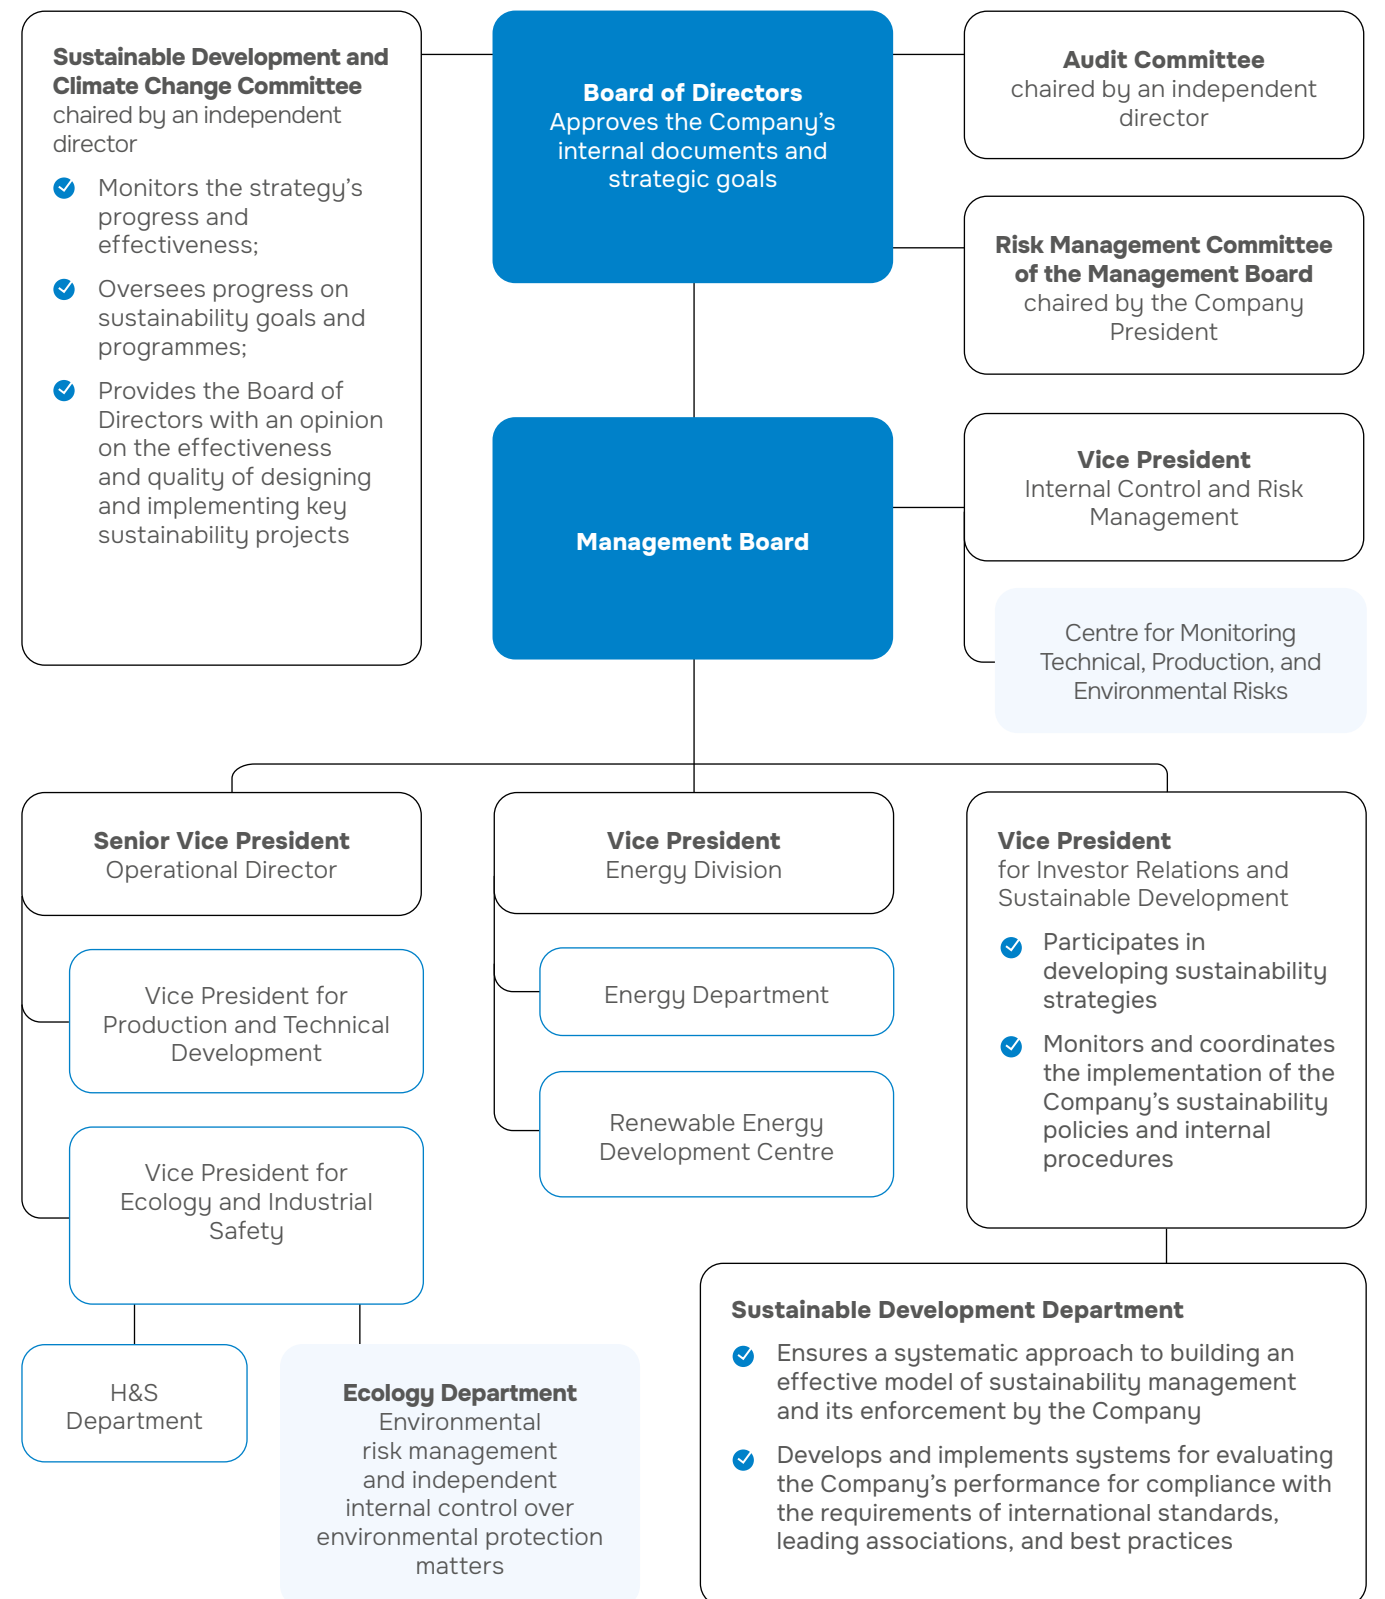 Sustainable Development and
Climate Change Committee
chaired by an independent
director
Monitors the strategy's
progress and
effectiveness;
Oversees progress on
sustainability goals and
programmes;
Provides the Board of
Directors with an opinion
on the effectiveness
and quality of designing
and implementing key
sustainability projects
Board of Directors
Approves the Company's
internal documents and
strategic goals
Audit Committee
chaired by an independent
director
Risk Management Committee
of the Management Board
chaired by the Company
President
Management Board
Vice President
Internal Control and Risk
Management
Centre for Monitoring
Technical, Production, and
Environmental Risks
Senior Vice President
Operational Director
Vice President for
Production and Technical
Development
Vice President for
Ecology and Industrial
Safety
H&S
Department
Ecology Department
Environmental
risk management
and independent
internal control over
environmental protection
matters
Vice President
Energy Division
Energy Department
Renewable Energy
Development Centre
Vice President
for Investor Relations and
Sustainable Development
Participates in
developing sustainability
strategies
Monitors and coordinates
the implementation of the
Company's sustainability
policies and internal
procedures
Sustainable Development Department
Ensures a systematic approach to building an
effective model of sustainability management
and its enforcement by the Company
Develops and implements systems for evaluating
the Company's performance for compliance with
the requirements of international standards,
leading associations, and best practices